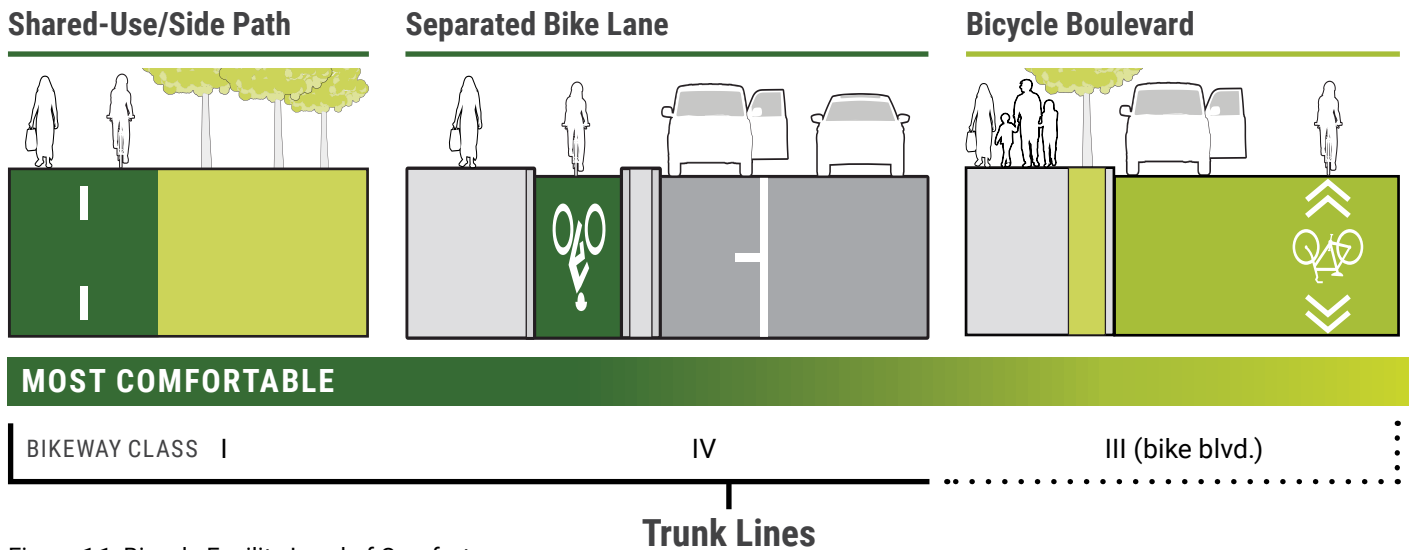 Shared-Use/Side Path
Separated Bike Lane
Bicycle Boulevard
MOST COMFORTABLE
BIKEWAY CLASS I
IV
III (bike blvd.)
Trunk Lines